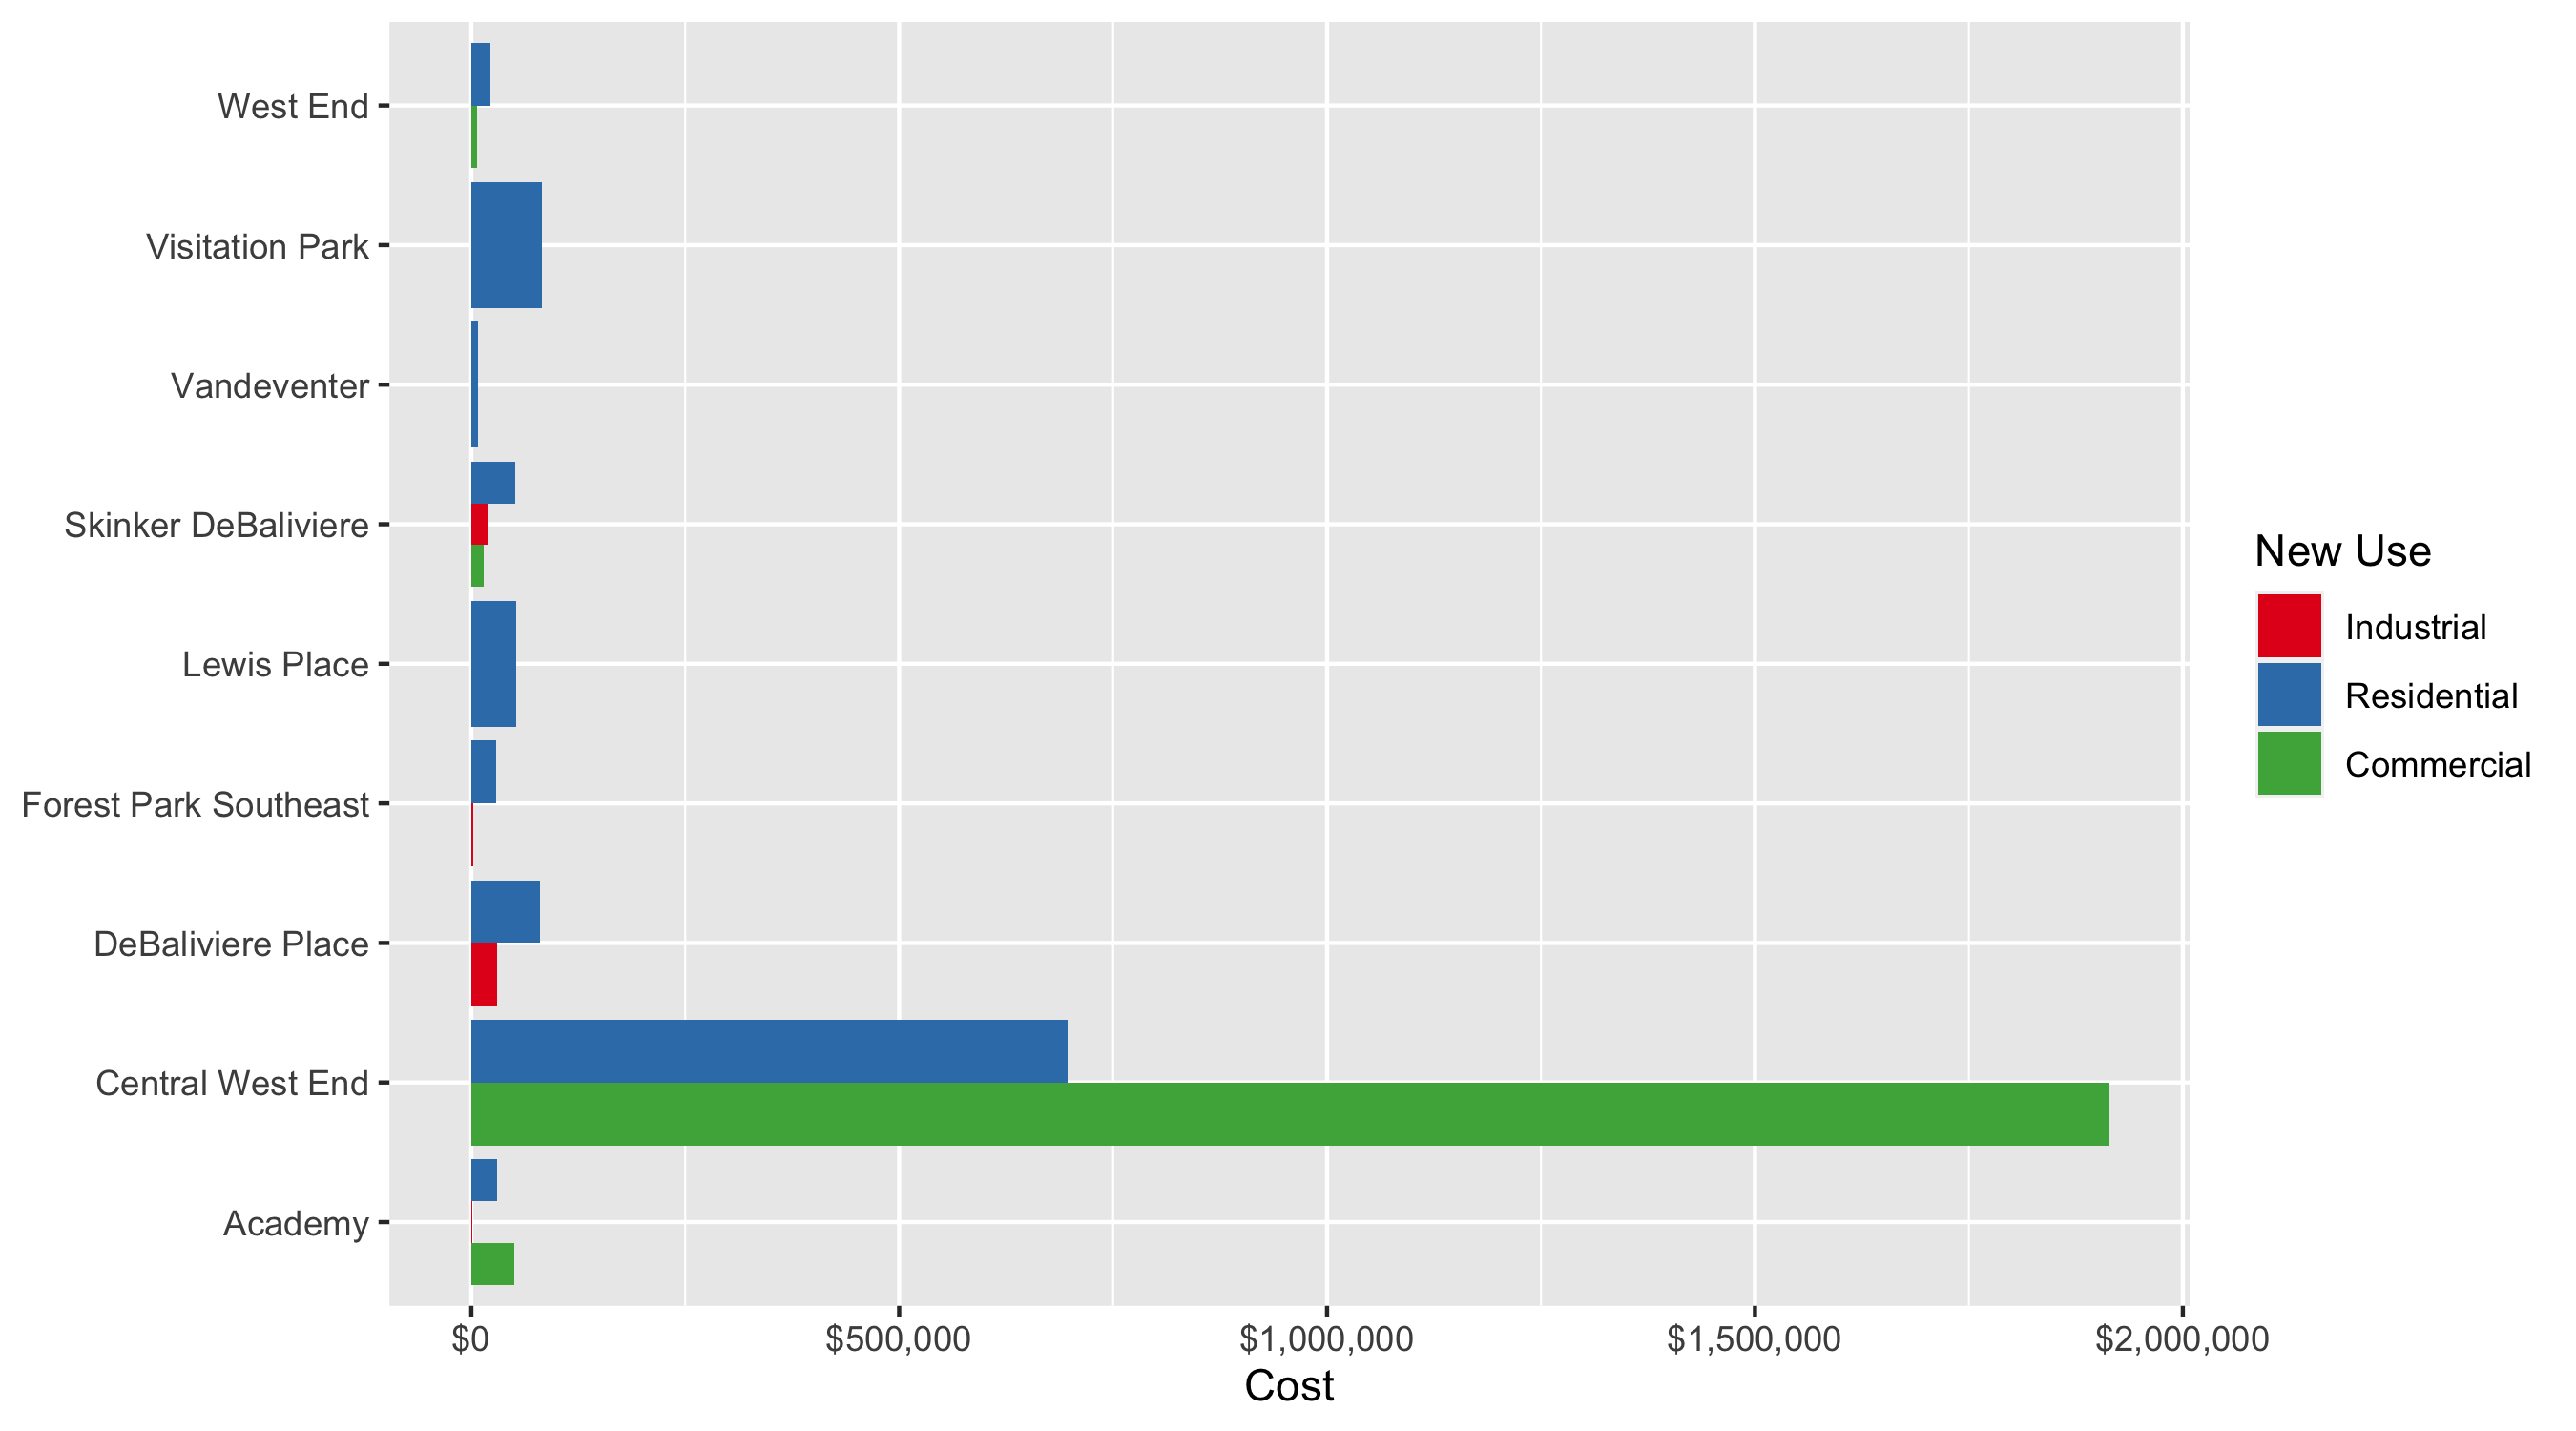 West End
Visitation Park
Vandeventer
Skinker DeBaliviere
Lewis Place
Forest Park Southeast
DeBaliviere Place
Central West End
Academy
$0 $500,000 $1,000,000 $1,500,000 $2,000,000
Cost
New Use
Industrial
Residential
Commercial